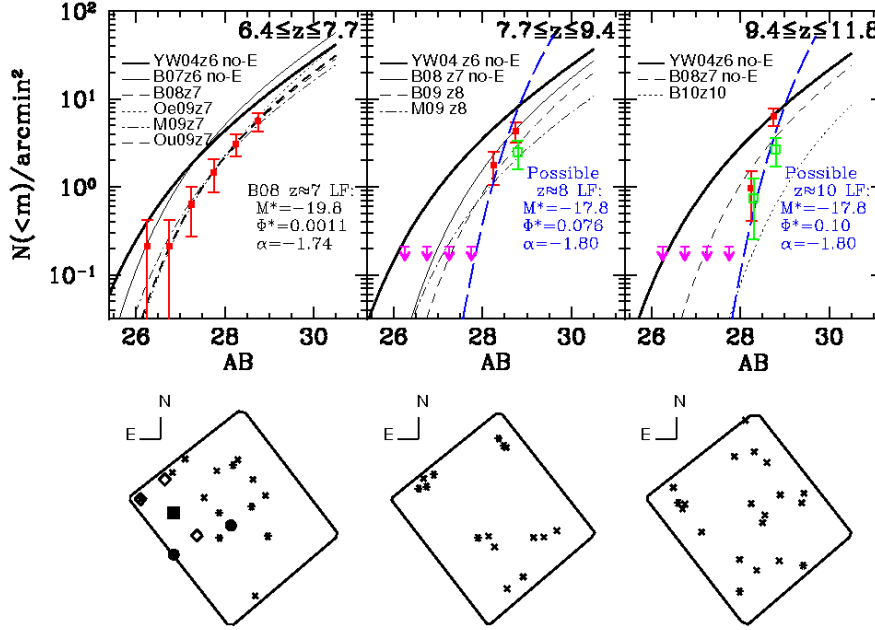 6.4≤z≤7.7
7.7≤z≤9.4
9.4≤z≤11.8
N(<m)/arcmin²
10²
10¹
10⁰
10⁻¹
YW04z6 no-E
B07z6 no-E
B08z7
Oe09z7
M09z7
Ou09z7
B08 z≈7 LF:
M*=−19.8
Φ*=0.0011
α=−1.74
YW04z6 no-E
B08 z7 no-E
B09 z8
M09 z8
Possible
z≈8 LF:
M*=−17.8
Φ*=0.076
α=−1.80
YW04z6 no-E
B08z7 no-E
B10z10
Possible
z≈10 LF:
M*=−17.8
Φ*=0.10
α=−1.80
26 28 30
26 28 30
26 28 30
AB
AB
AB
N
E
N
E
N
E